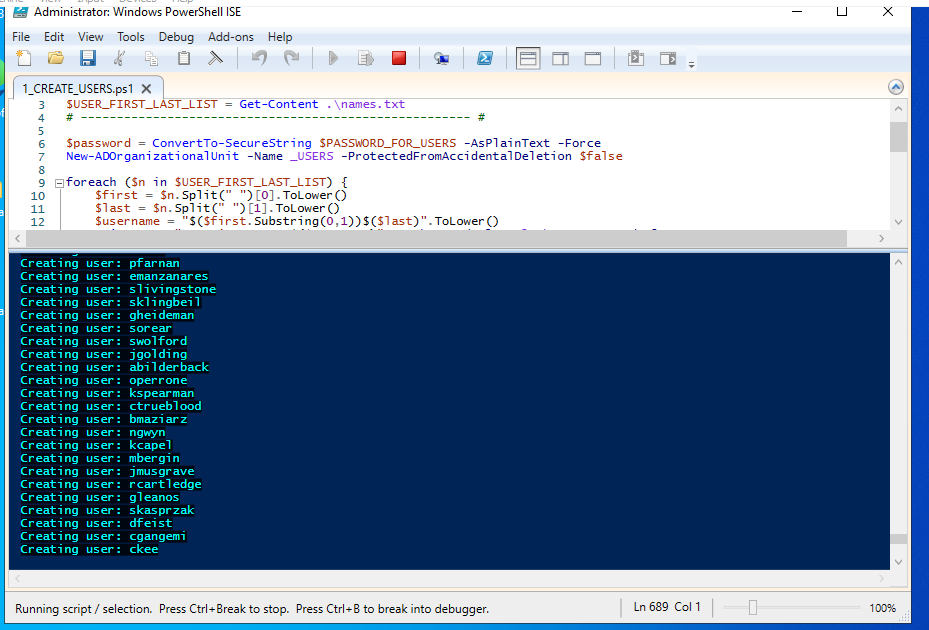 Administrator: Windows PowerShell ISE
File Edit View Tools Debug Add-ons Help
1_CREATE_USERS.ps1
3 $USER_FIRST_LAST_LIST = Get-Content .\names.txt
4 # ------------------------------------------------------ #
5
6 $password = ConvertTo-SecureString $PASSWORD_FOR_USERS -AsPlainText -Force
7 New-ADOrganizationalUnit -Name _USERS -ProtectedFromAccidentalDeletion $false
8
9 foreach ($n in $USER_FIRST_LAST_LIST) {
10 $first = $n.Split(" ")[0].ToLower()
11 $last = $n.Split(" ")[1].ToLower()
12 $username = "$($first.Substring(0,1))$($last)".ToLower()
Creating user: pfarnan
Creating user: emanzanares
Creating user: slivingstone
Creating user: sklingbeil
Creating user: gheideman
Creating user: sorear
Creating user: swolford
Creating user: jgolding
Creating user: abilderback
Creating user: operrone
Creating user: kspearman
Creating user: ctrueblood
Creating user: bmaziarz
Creating user: ngwyn
Creating user: kcapel
Creating user: mbergin
Creating user: jmusgrave
Creating user: rcartledge
Creating user: gleanos
Creating user: skasprzak
Creating user: dfeist
Creating user: cgangemi
Creating user: ckee
Running script / selection. Press Ctrl+Break to stop. Press Ctrl+B to break into debugger.
Ln 689 Col 1
100%